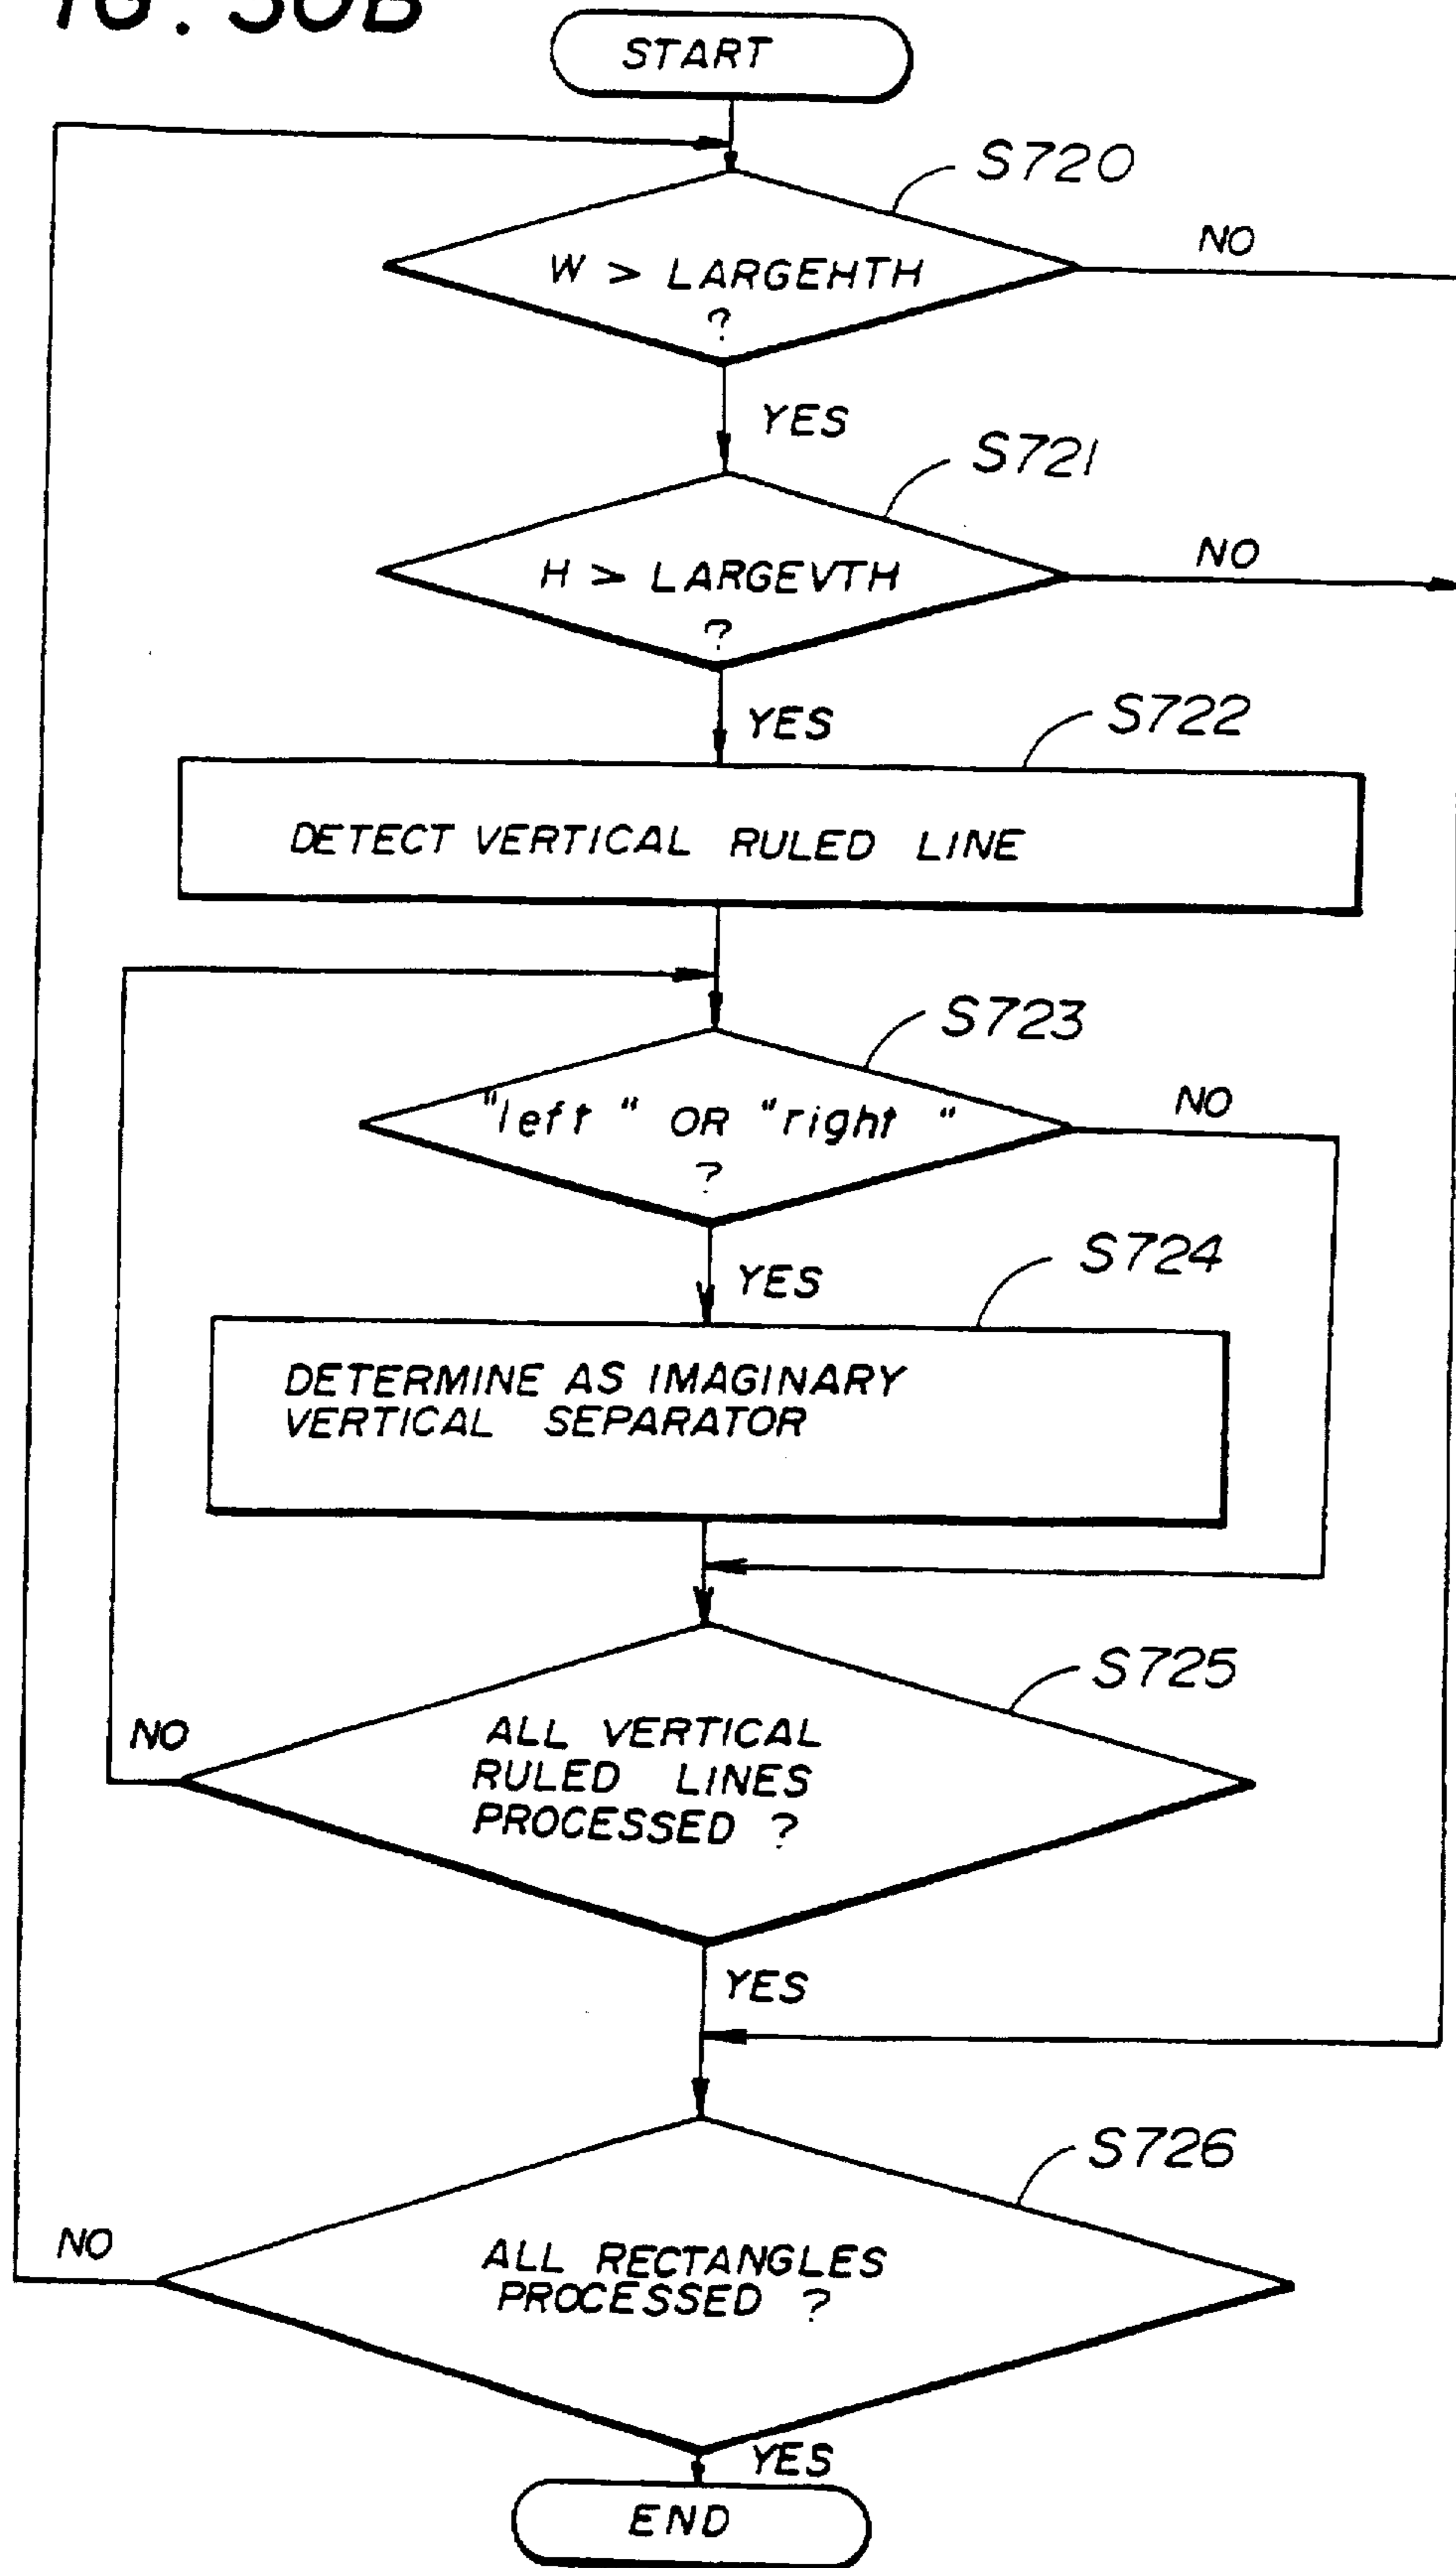 IG. 30B
START
S720
W > LARGEHTH
?
NO
YES
S721
H > LARGEVTH
?
NO
YES
S722
DETECT VERTICAL RULED LINE
S723
"left" OR "right"
?
NO
YES
S724
DETERMINE AS IMAGINARY
VERTICAL SEPARATOR
S725
ALL VERTICAL
RULED LINES
PROCESSED ?
NO
YES
S726
ALL RECTANGLES
PROCESSED ?
NO
YES
END